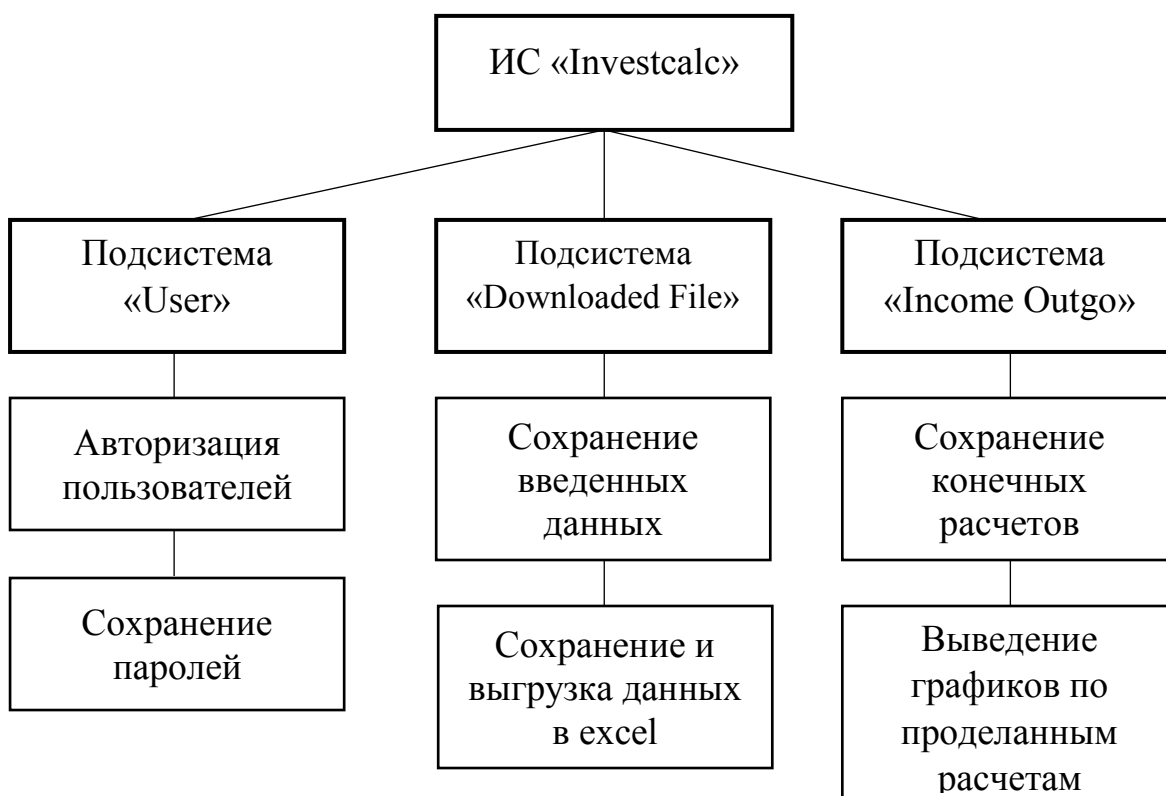 ИС «Investcalc»
Подсистема
«User»
Подсистема
«Downloaded File»
Подсистема
«Income Outgo»
Авторизация
пользователей
Сохранение
введенных
данных
Сохранение
конечных
расчетов
Сохранение
паролей
Сохранение и
выгрузка данных
в excel
Выведение
графиков по
проделанным
расчетам